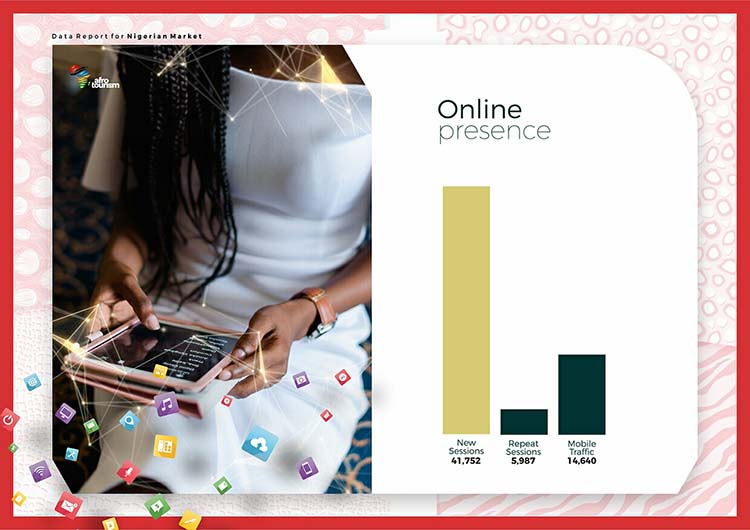 Data Report for Nigerian Market
afro
tourism
Online
presence
New
Sessions
41,752
Repeat
Sessions
5,987
Mobile
Traffic
14,640